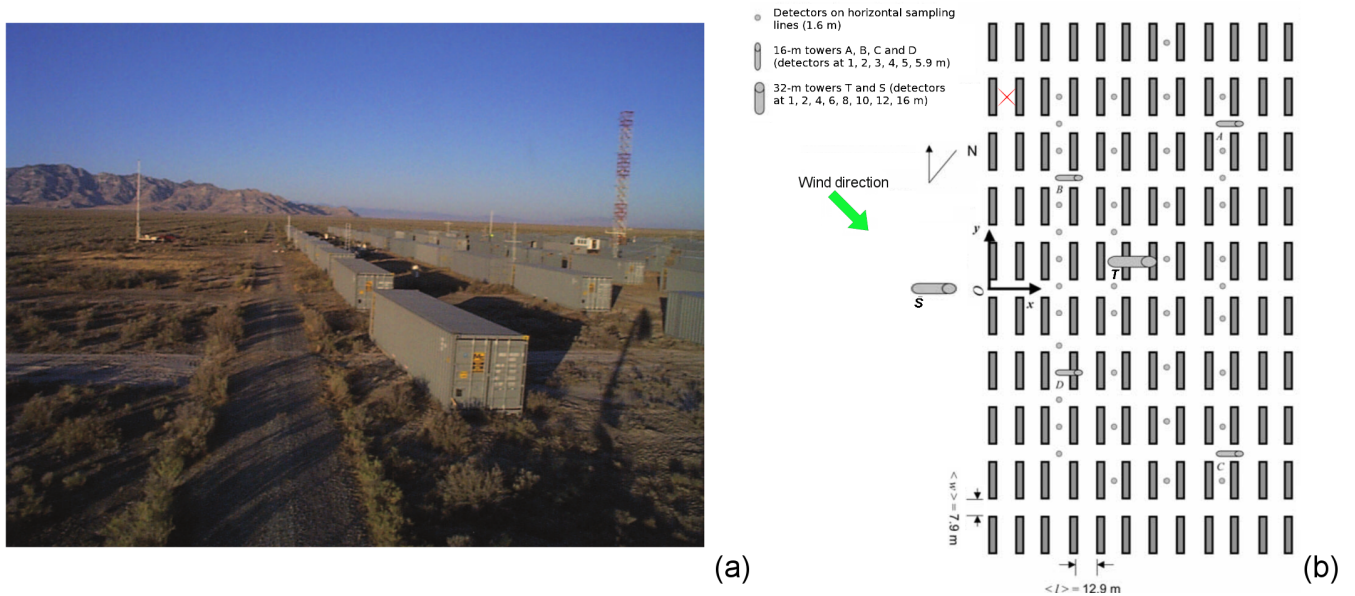 Detectors on horizontal sampling
lines (1.6 m)
16-m towers A, B, C and D
(detectors at 1, 2, 3, 4, 5, 5.9 m)
32-m towers T and S (detectors
at 1, 2, 4, 6, 8, 10, 12, 16 m)
N
Wind direction
A
B
y
T
S
O
x
D
C
<w> = 7.9 m
<l> = 12.9 m
(a)
(b)